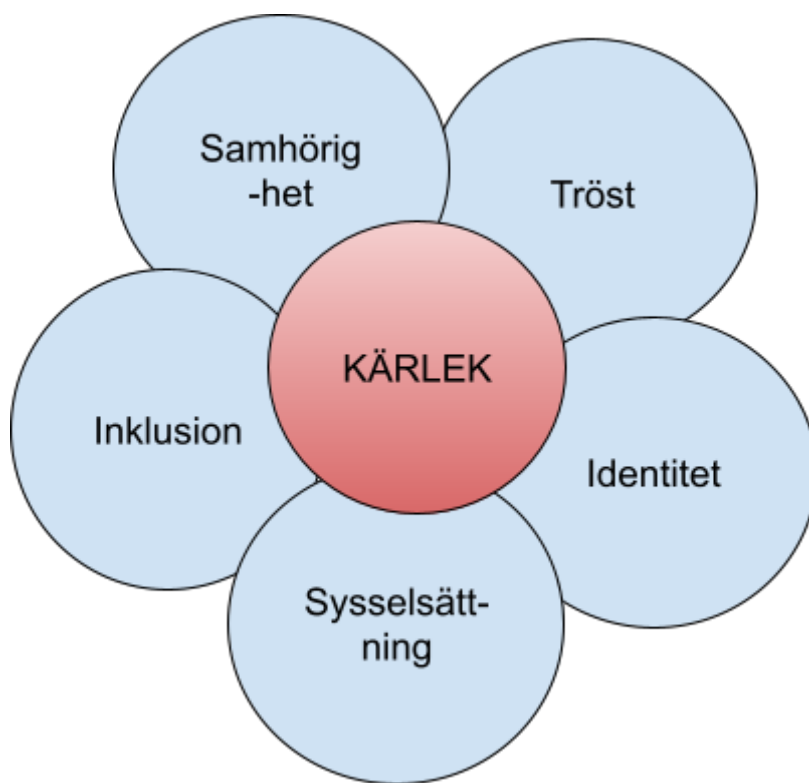 Samhörig
-het
Tröst
KÄRLEK
Inklusion
Identitet
Sysselsätt-
ning